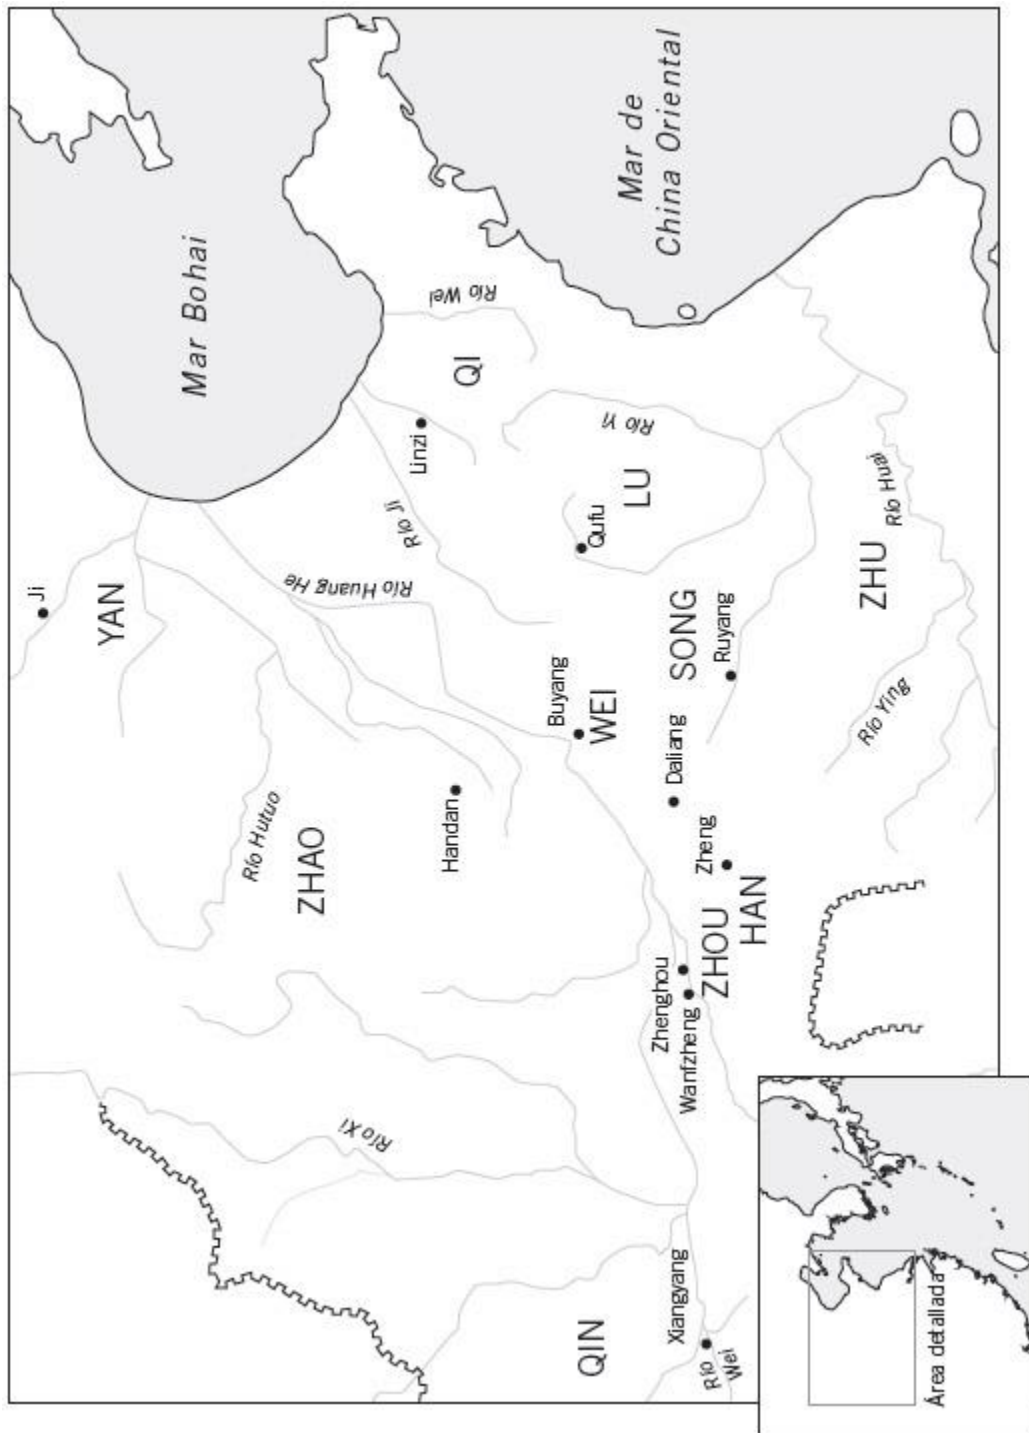 Mar Bohai
Mar de
China Oriental
Ji
YAN
Río Hutuo
ZHAO
Handan
Río Huang He
Río Ji
Linzi
QI
Río Wei
Río Yi
LU
Qufu
Buyang
WEI
SONG
Daliang
Ruyang
ZHU
Río Huai
Río Ying
Zheng
HAN
ZHOU
Zhenghou
Wanfzheng
Río Xi
QIN
Xiangyang
Río
Wei
Área detallada